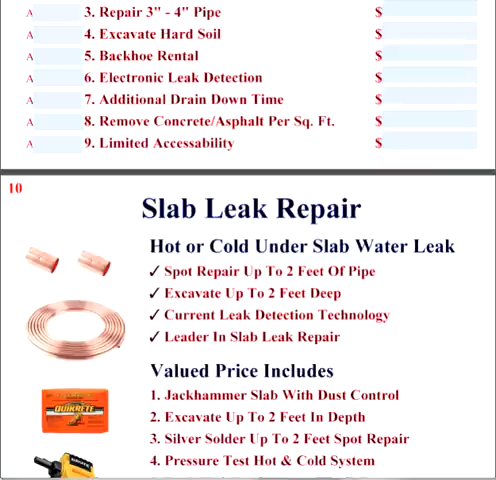 A 3. Repair 3" - 4" Pipe $
A 4. Excavate Hard Soil $
A 5. Backhoe Rental $
A 6. Electronic Leak Detection $
A 7. Additional Drain Down Time $
A 8. Remove Concrete/Asphalt Per Sq. Ft. $
A 9. Limited Accessability $
10
Slab Leak Repair
Hot or Cold Under Slab Water Leak
✓ Spot Repair Up To 2 Feet Of Pipe
✓ Excavate Up To 2 Feet Deep
✓ Current Leak Detection Technology
✓ Leader In Slab Leak Repair
Valued Price Includes
1. Jackhammer Slab With Dust Control
QUIKRETE
2. Excavate Up To 2 Feet In Depth
3. Silver Solder Up To 2 Feet Spot Repair
4. Pressure Test Hot & Cold System